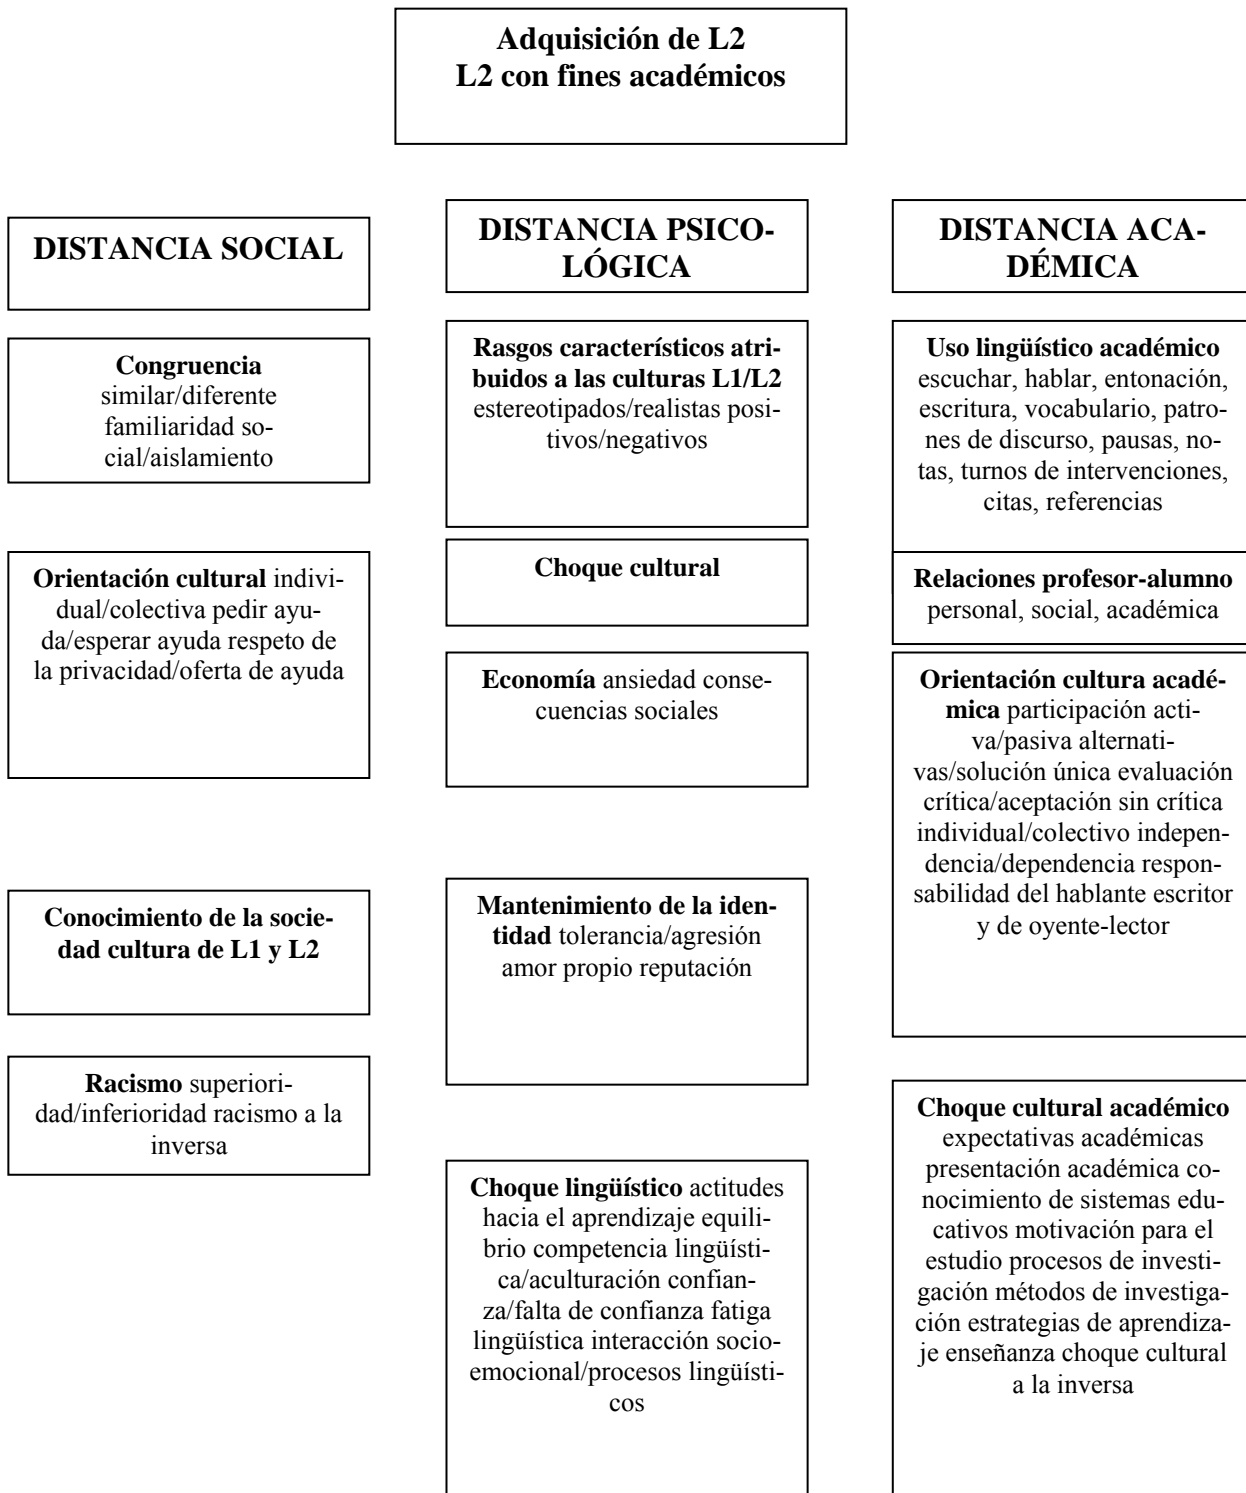 Adquisición de L2
L2 con fines académicos
DISTANCIA SOCIAL
Congruencia
similar/diferente
familiaridad so-
cial/aislamiento
Orientación cultural indivi-
dual/colectiva pedir ayu-
da/esperar ayuda respeto de
la privacidad/oferta de ayuda
Conocimiento de la socie-
dad cultura de L1 y L2
Racismo superiori-
dad/inferioridad racismo a la
inversa
DISTANCIA PSICO-
LÓGICA
Rasgos característicos atri-
buidos a las culturas L1/L2
estereotipados/realistas posi-
tivos/negativos
Choque cultural
Economía ansiedad conse-
cuencias sociales
Mantenimiento de la iden-
tidad tolerancia/agresión
amor propio reputación
Choque lingüístico actitudes
hacia el aprendizaje equili-
brio competencia lingüísti-
ca/aculturación confian-
za/falta de confianza fatiga
lingüística interacción socio-
emocional/procesos lingüísti-
cos
DISTANCIA ACA-
DÉMICA
Uso lingüístico académico
escuchar, hablar, entonación,
escritura, vocabulario, patro-
nes de discurso, pausas, no-
tas, turnos de intervenciones,
citas, referencias
Relaciones profesor-alumno
personal, social, académica
Orientación cultura acadé-
mica participación acti-
va/pasiva alternati-
vas/solución única evaluación
crítica/aceptación sin crítica
individual/colectivo indepen-
dencia/dependencia respon-
sabilidad del hablante escritor
y de oyente-lector
Choque cultural académico
expectativas académicas
presentación académica co-
nocimiento de sistemas edu-
cativos motivación para el
estudio procesos de investi-
gación métodos de investiga-
ción estrategias de aprendiza-
je enseñanza choque cultural
a la inversa